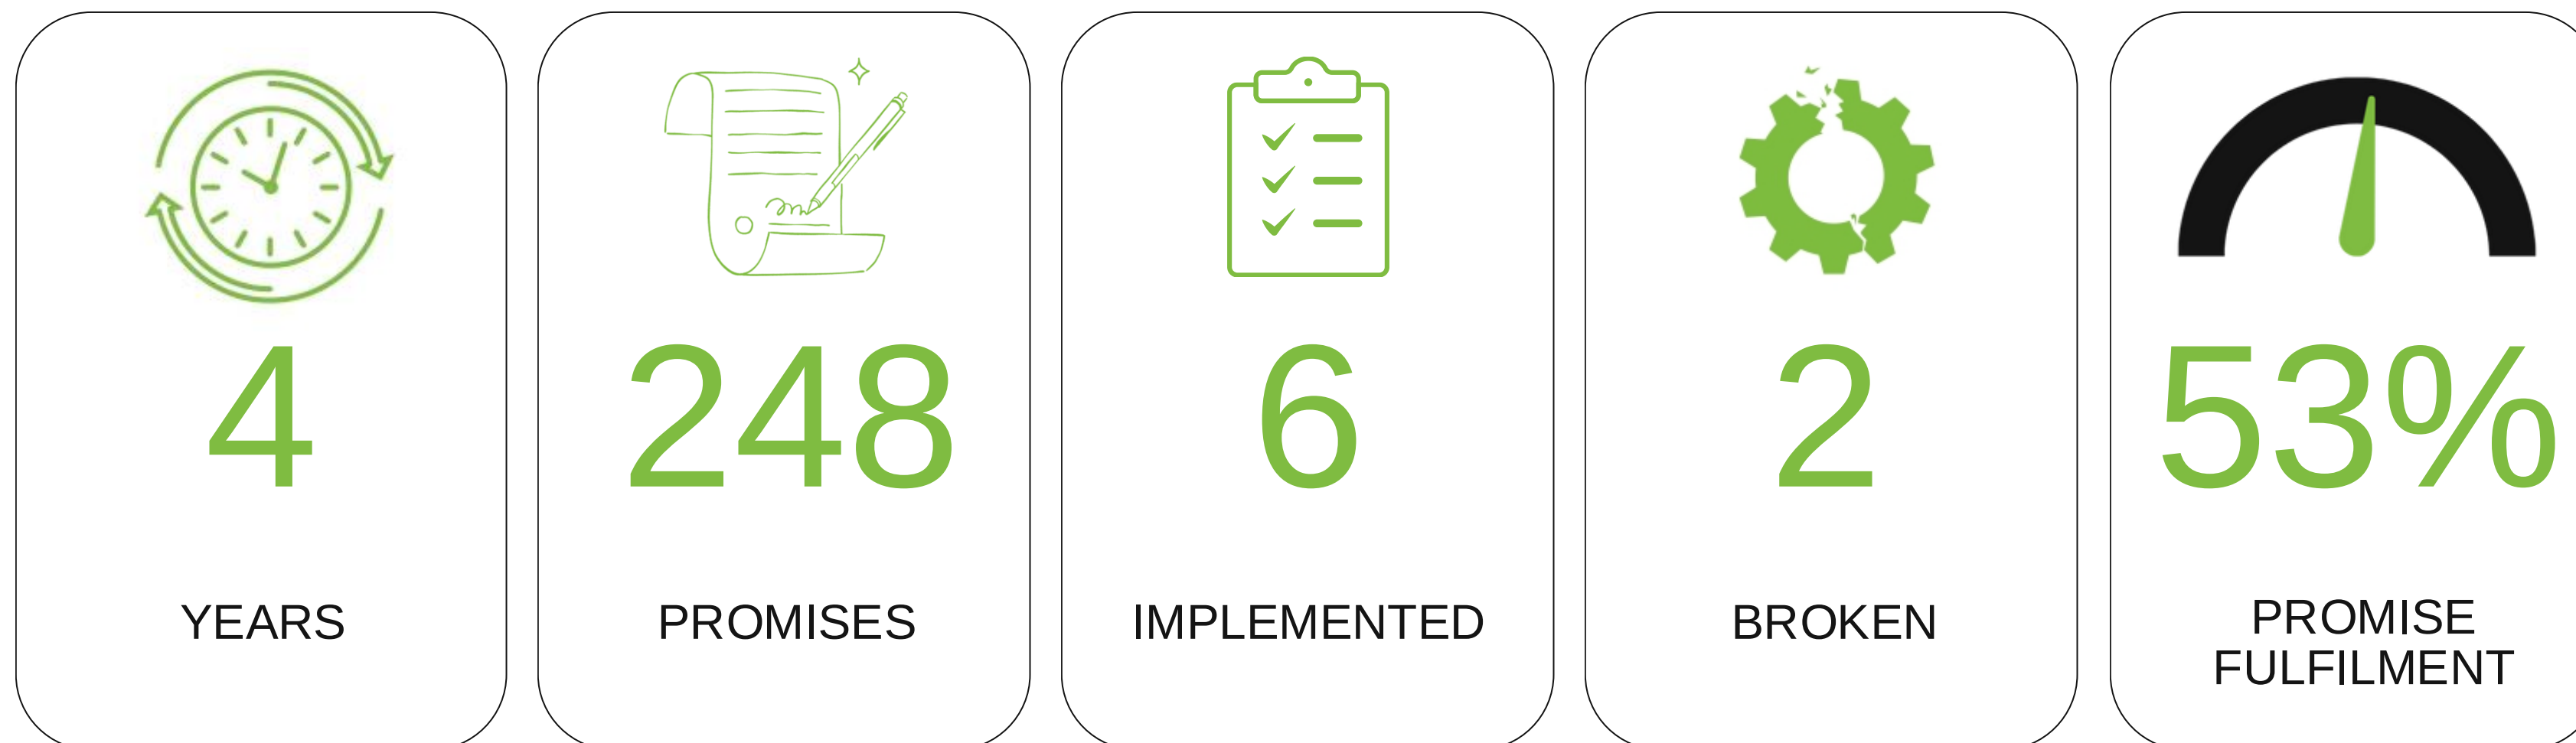 4
YEARS
248
PROMISES
6
IMPLEMENTED
2
BROKEN
53%
PROMISE
FULFILMENT